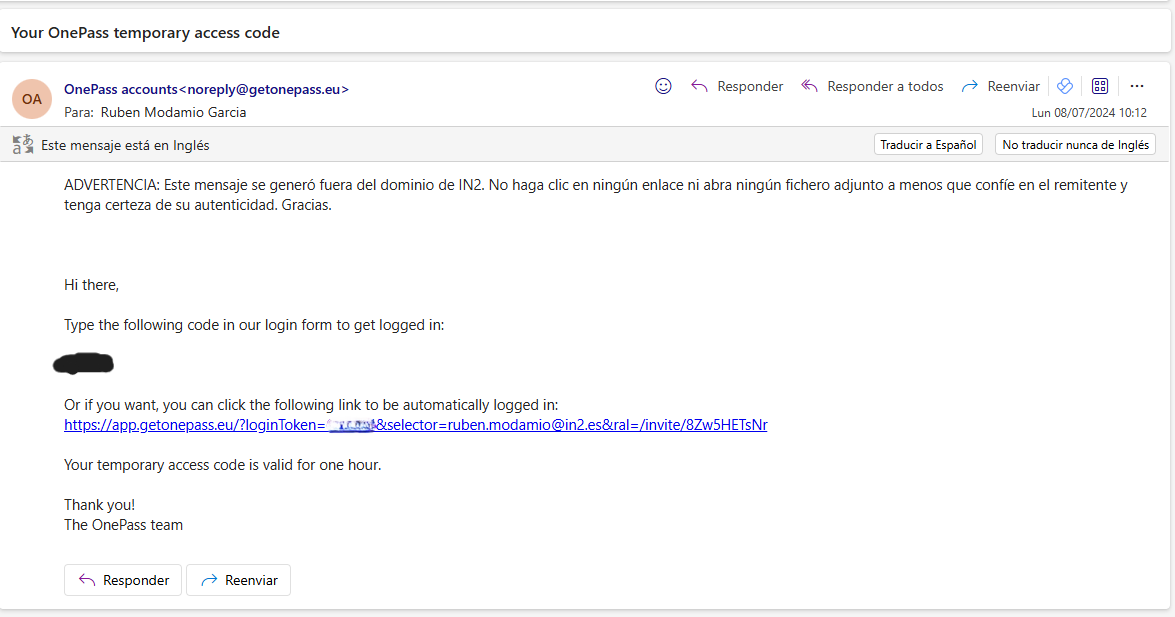 Your OnePass temporary access code
OA
OnePass accounts<noreply@getonepass.eu>
Para: Ruben Modamio Garcia
Responder
Responder a todos
Reenviar
Lun 08/07/2024 10:12
Este mensaje está en Inglés
Traducir a Español
No traducir nunca de Inglés
ADVERTENCIA: Este mensaje se generó fuera del dominio de IN2. No haga clic en ningún enlace ni abra ningún fichero adjunto a menos que confíe en el remitente y
tenga certeza de su autenticidad. Gracias.
Hi there,
Type the following code in our login form to get logged in:
Or if you want, you can click the following link to be automatically logged in:
https://app.getonepass.eu/?loginToken= &selector=ruben.modamio@in2.es&ral=/invite/8Zw5HETsNr
Your temporary access code is valid for one hour.
Thank you!
The OnePass team
Responder
Reenviar